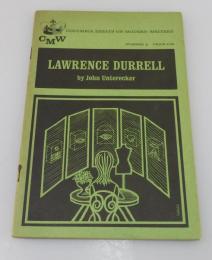 COLUMBIA ESSAYS ON MODERN WRITERS
CMW
LAWRENCE DURRELL
by John Unterecker